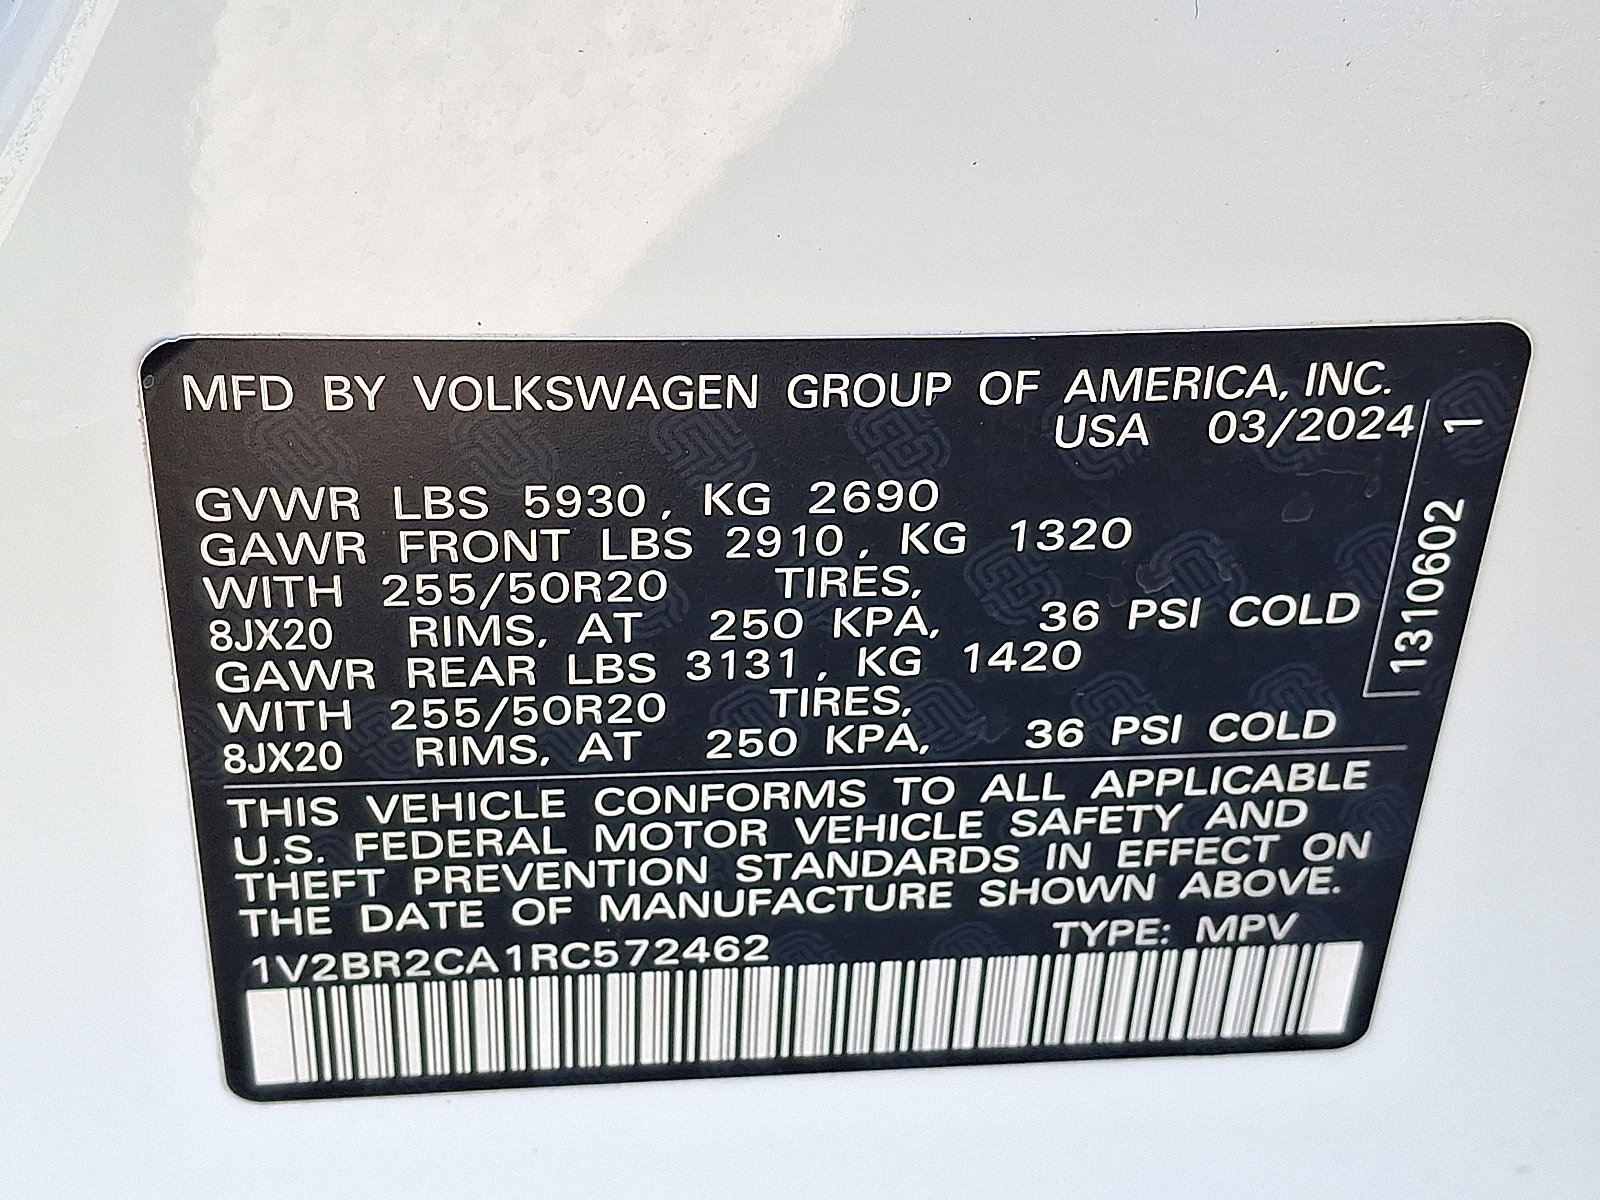 MFD BY VOLKSWAGEN GROUP OF AMERICA, INC.
USA 03/2024
GVWR LBS 5930, KG 2690
GAWR FRONT LBS 2910, KG 1320
WITH 255/50R20 TIRES,
8JX20 RIMS, AT 250 KPA, 36 PSI COLD
GAWR REAR LBS 3131, KG 1420
WITH 255/50R20 TIRES,
8JX20 RIMS, AT 250 KPA, 36 PSI COLD
1310602 1
THIS VEHICLE CONFORMS TO ALL APPLICABLE
U.S. FEDERAL MOTOR VEHICLE SAFETY AND
THEFT PREVENTION STANDARDS IN EFFECT ON
THE DATE OF MANUFACTURE SHOWN ABOVE.
1V2BR2CA1RC572462 TYPE: MPV